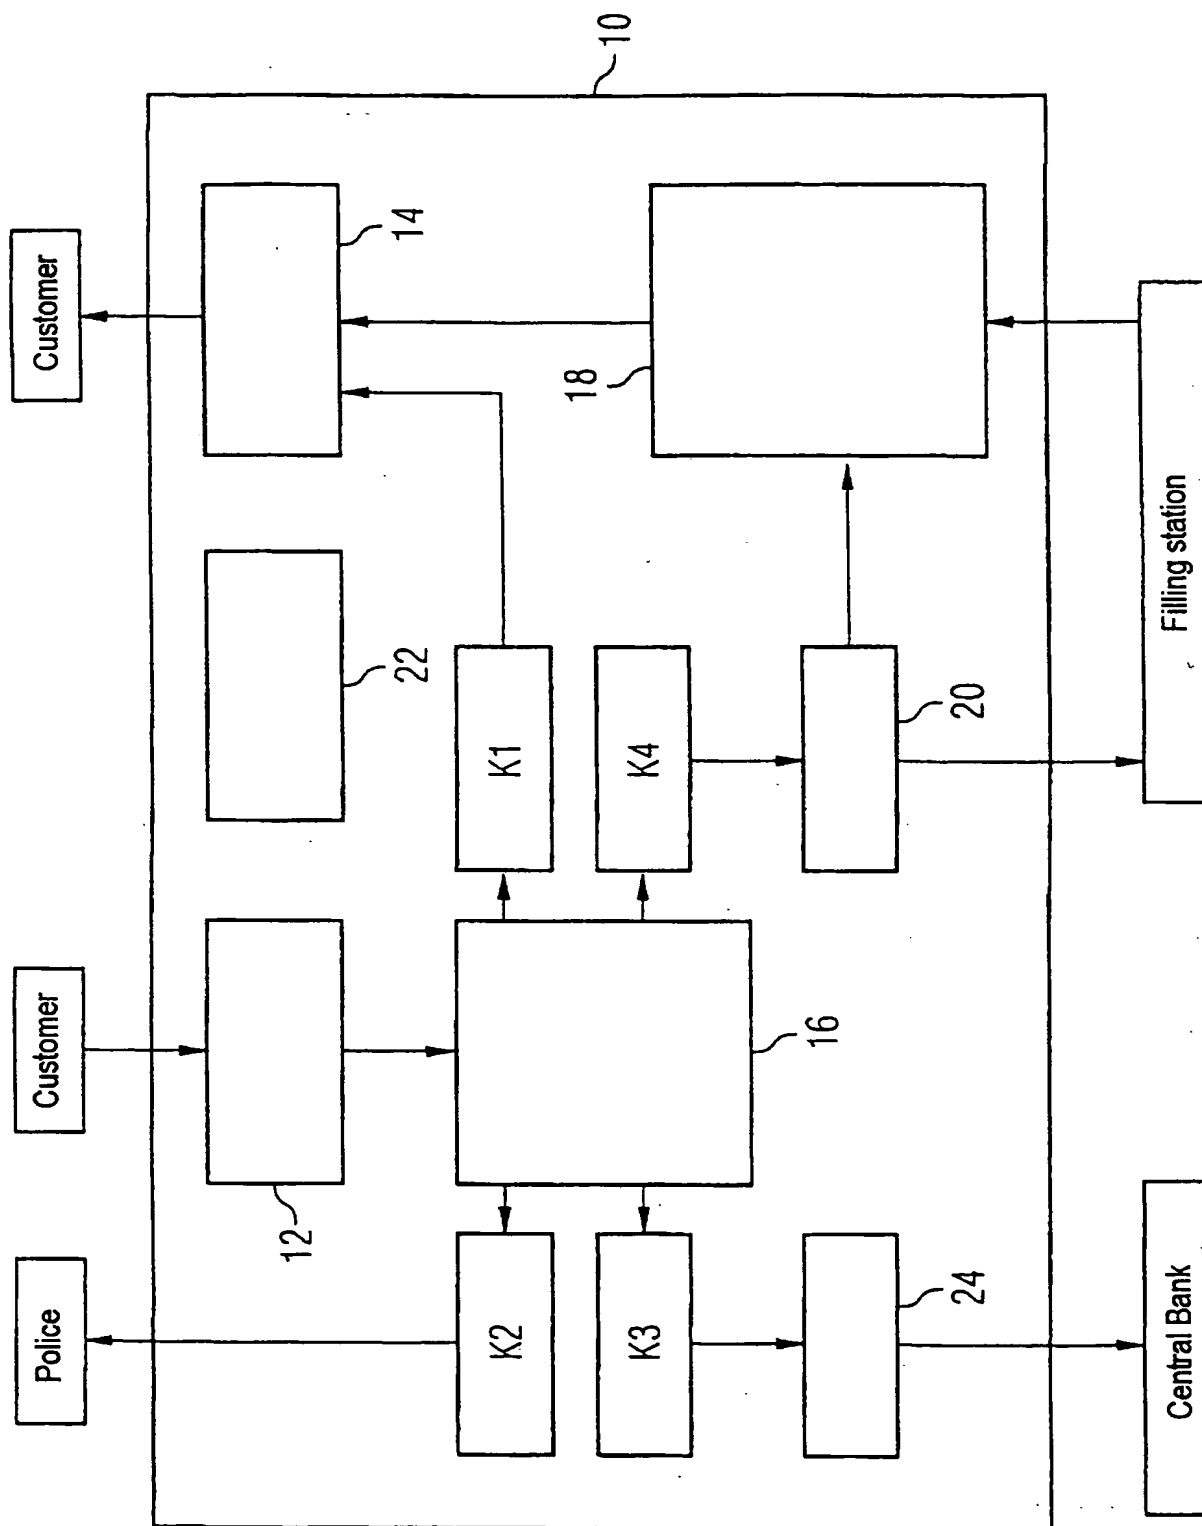 Police
Customer
Customer
12
22
14
K2
K1
18
10
K3
K4
16
24
20
Central Bank
Filling station